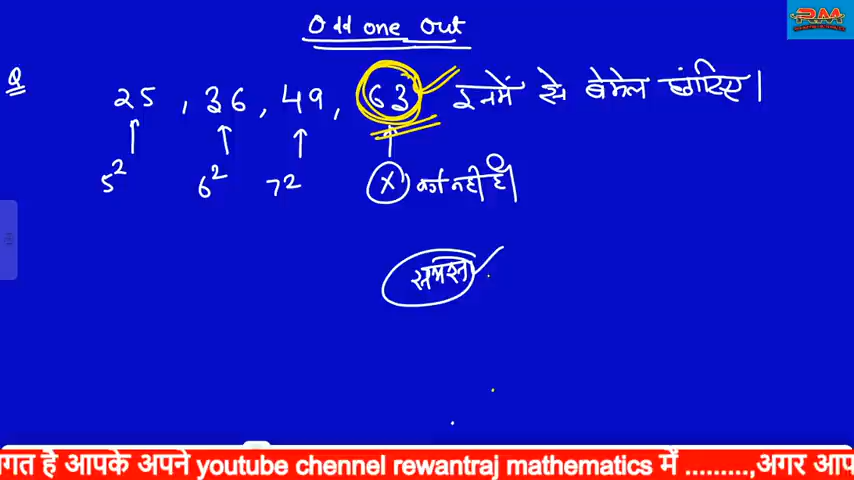 Odd one out
RM
Q 25, 36, 49, 63 इनमें से बेमेल छांटिए।
5² 6² 7² X वर्ग नही है।
गत है आपके अपने youtube chennel rewantraj mathematics में .........,अगर आप